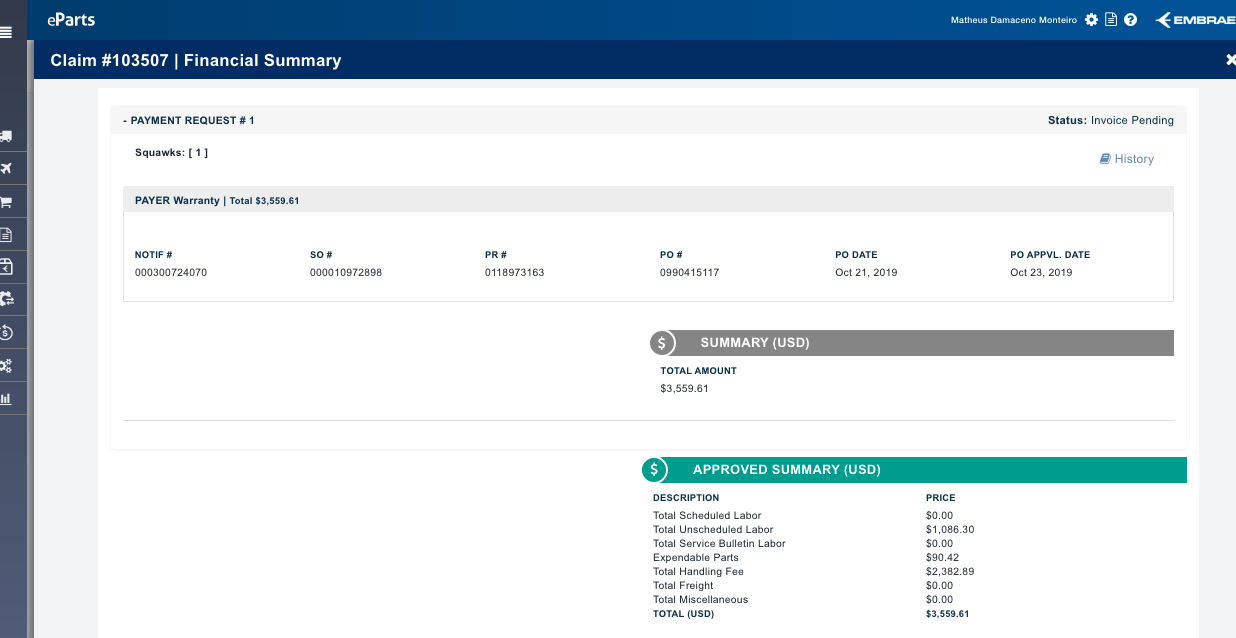 eParts
Matheus Damaceno Monteiro
EMBRAE
Claim #103507 | Financial Summary
- PAYMENT REQUEST # 1
Status: Invoice Pending
Squawks: [ 1 ]
History
PAYER Warranty | Total $3,559.61
NOTIF # SO # PR # PO # PO DATE PO APPVL. DATE
000300724070 000010972898 0118973163 0990415117 Oct 21, 2019 Oct 23, 2019
$ SUMMARY (USD)
TOTAL AMOUNT
$3,559.61
$ APPROVED SUMMARY (USD)
DESCRIPTION PRICE
Total Scheduled Labor $0.00
Total Unscheduled Labor $1,086.30
Total Service Bulletin Labor $0.00
Expendable Parts $90.42
Total Handling Fee $2,382.89
Total Freight $0.00
Total Miscellaneous $0.00
TOTAL (USD) $3,559.61